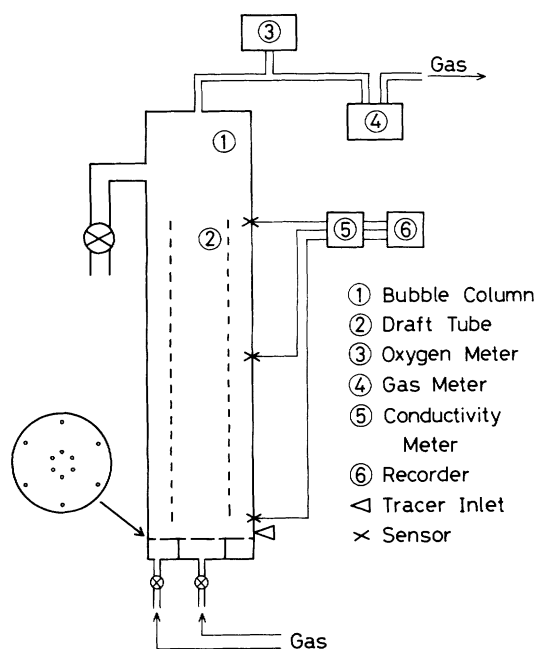 ③
Gas
④
①
②
⑤ ⑥
① Bubble Column
② Draft Tube
③ Oxygen Meter
④ Gas Meter
⑤ Conductivity
Meter
⑥ Recorder
◁ Tracer Inlet
× Sensor
Gas